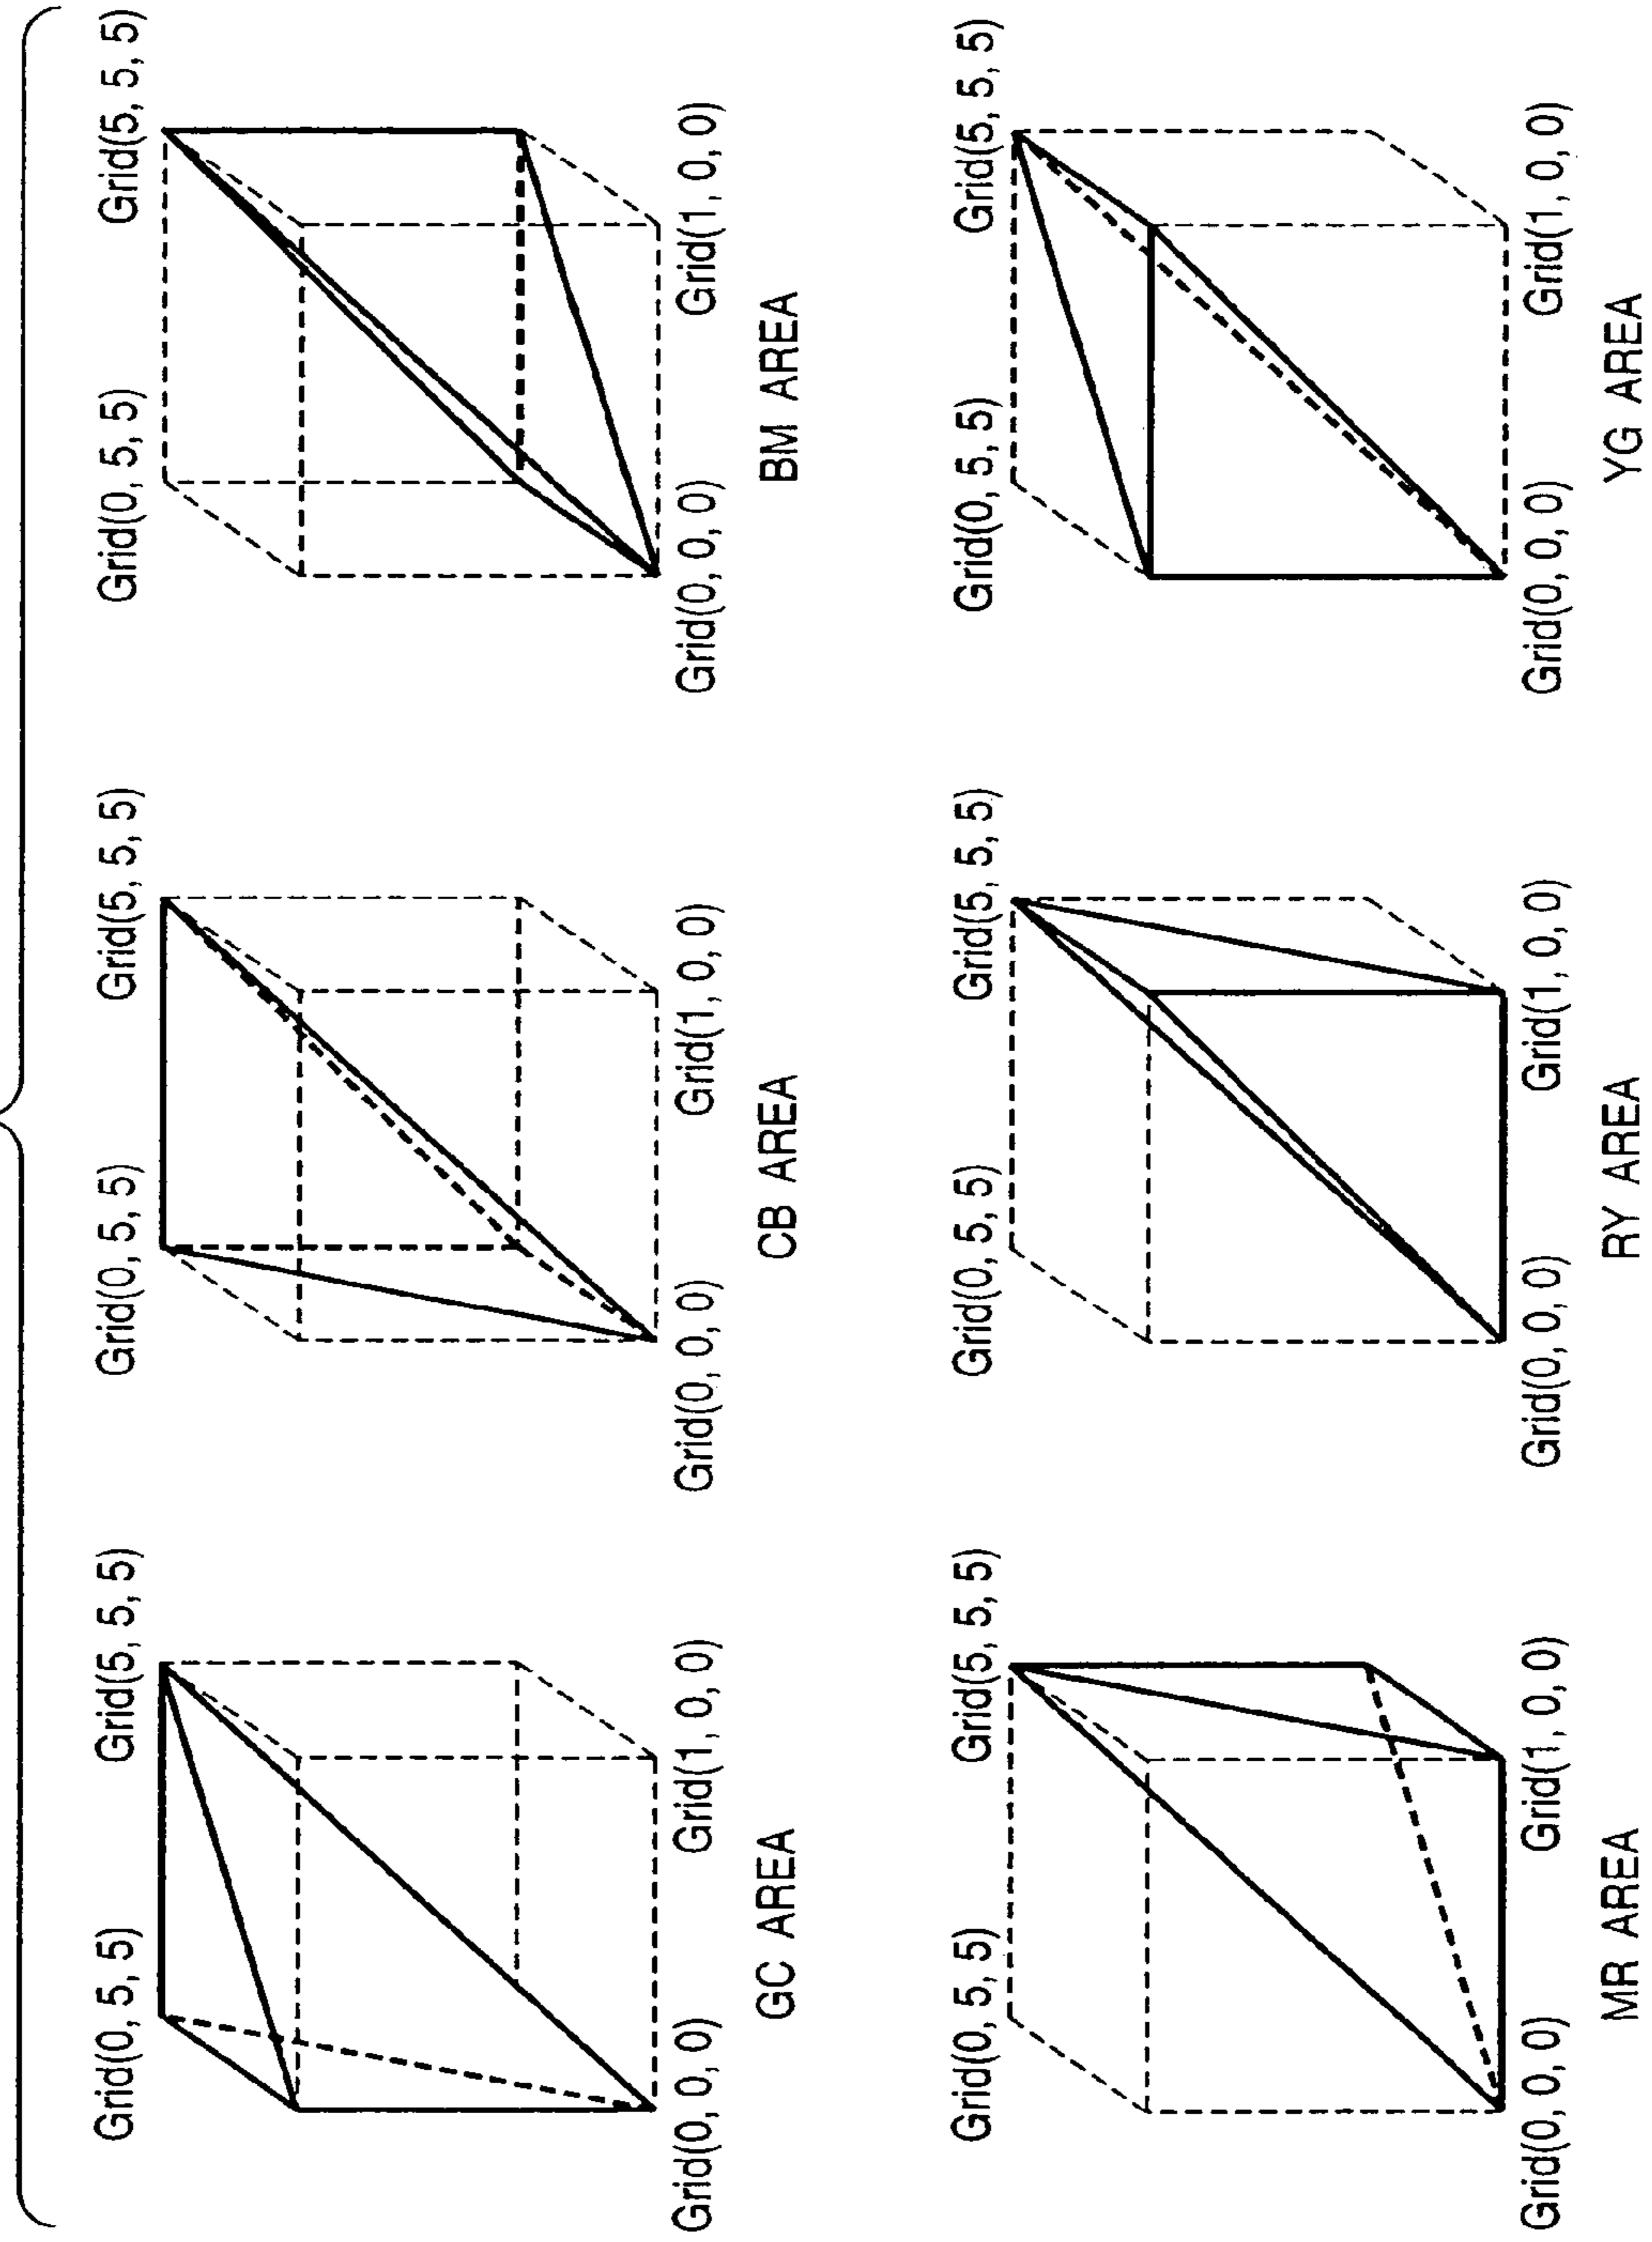 Grid(0, 5, 5)
Grid(5, 5, 5)
Grid(0, 0, 0)
Grid(1, 0, 0)
GC AREA
Grid(0, 5, 5)
Grid(5, 5, 5)
Grid(0, 0, 0)
Grid(1, 0, 0)
CB AREA
Grid(0, 5, 5)
Grid(5, 5, 5)
Grid(0, 0, 0)
Grid(1, 0, 0)
BM AREA
Grid(0, 5, 5)
Grid(5, 5, 5)
Grid(0, 0, 0)
Grid(1, 0, 0)
MR AREA
Grid(0, 5, 5)
Grid(5, 5, 5)
Grid(0, 0, 0)
Grid(1, 0, 0)
RY AREA
Grid(0, 5, 5)
Grid(5, 5, 5)
Grid(0, 0, 0)
Grid(1, 0, 0)
YG AREA